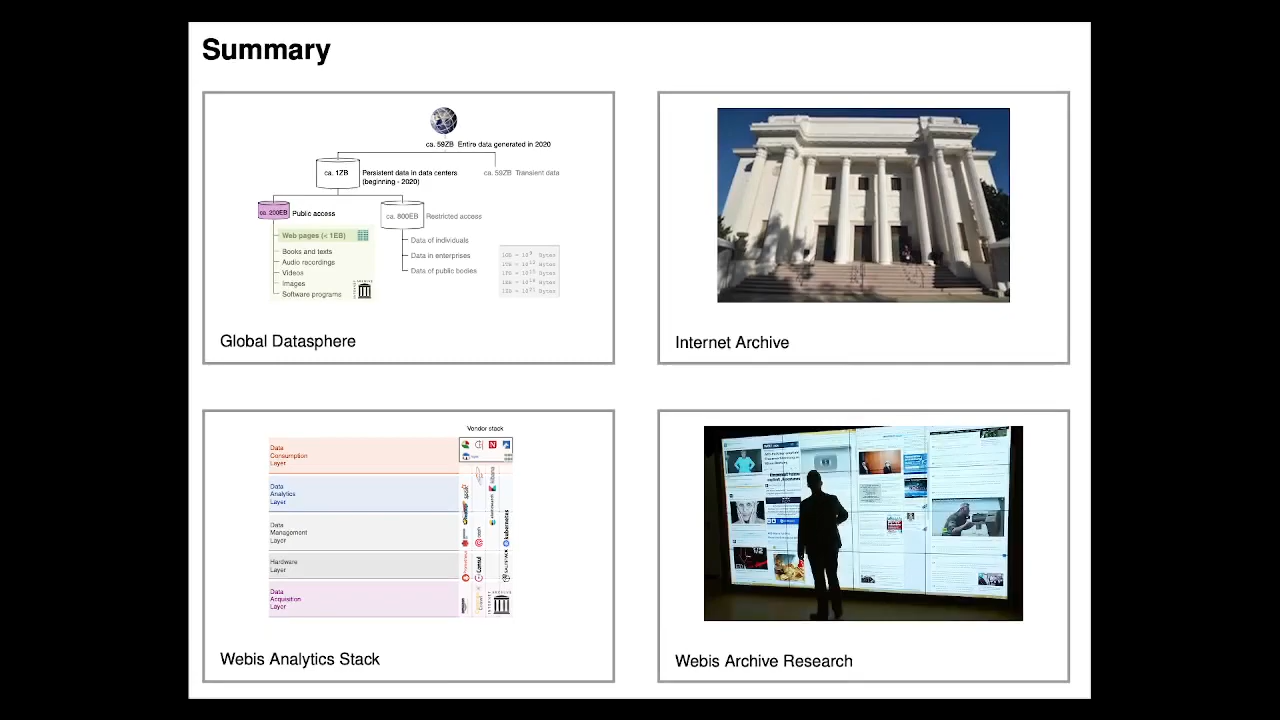 Summary
ca. 59ZB Entire data generated in 2020
ca. 1ZB
Persistent data in data centers
(beginning - 2020)
ca. 59ZB Transient data
ca. 200EB
Public access
ca. 800EB
Restricted access
Web pages (< 1EB)
Books and texts
Audio recordings
Videos
Images
Software programs
Data of individuals
Data in enterprises
Data of public bodies
Global Datasphere
Internet Archive
Vendor stack
Data
Consumption
Layer
Data
Analytics
Layer
Data
Management
Layer
Hardware
Layer
Data
Acquisition
Layer
Webis Analytics Stack
Webis Archive Research